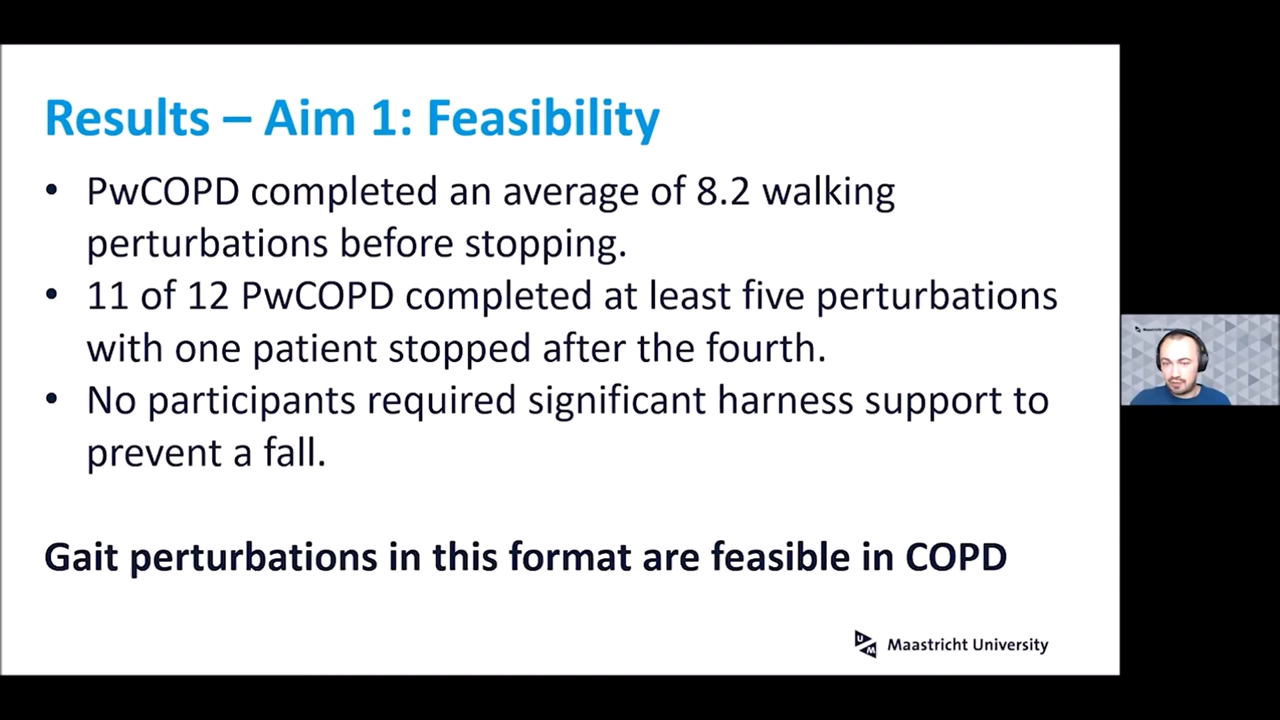 Results – Aim 1: Feasibility
• PwCOPD completed an average of 8.2 walking
perturbations before stopping.
• 11 of 12 PwCOPD completed at least five perturbations
with one patient stopped after the fourth.
• No participants required significant harness support to
prevent a fall.
Gait perturbations in this format are feasible in COPD
UM Maastricht University